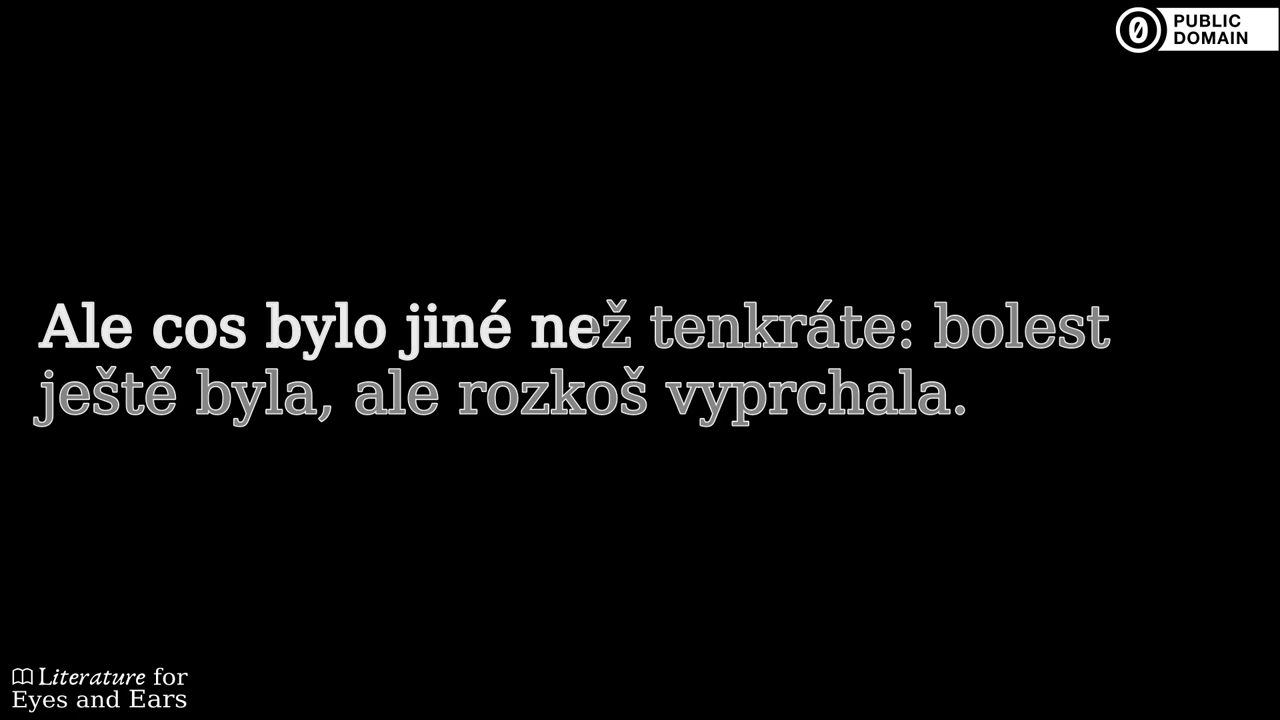 PUBLIC
DOMAIN
Ale cos bylo jiné než tenkráte: bolest
ještě byla, ale rozkoš vyprchala.
Literature for
Eyes and Ears